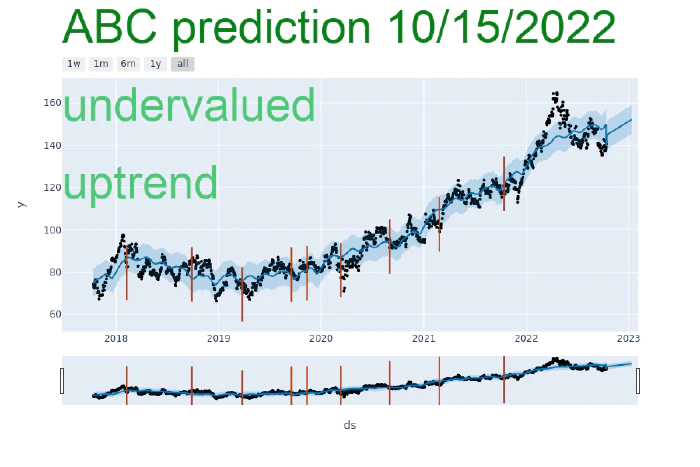 ABC prediction 10/15/2022
1w 1m 6m 1y all
undervalued
uptrend
160
140
120
100
80
60
y
2018 2019 2020 2021 2022 2023
ds